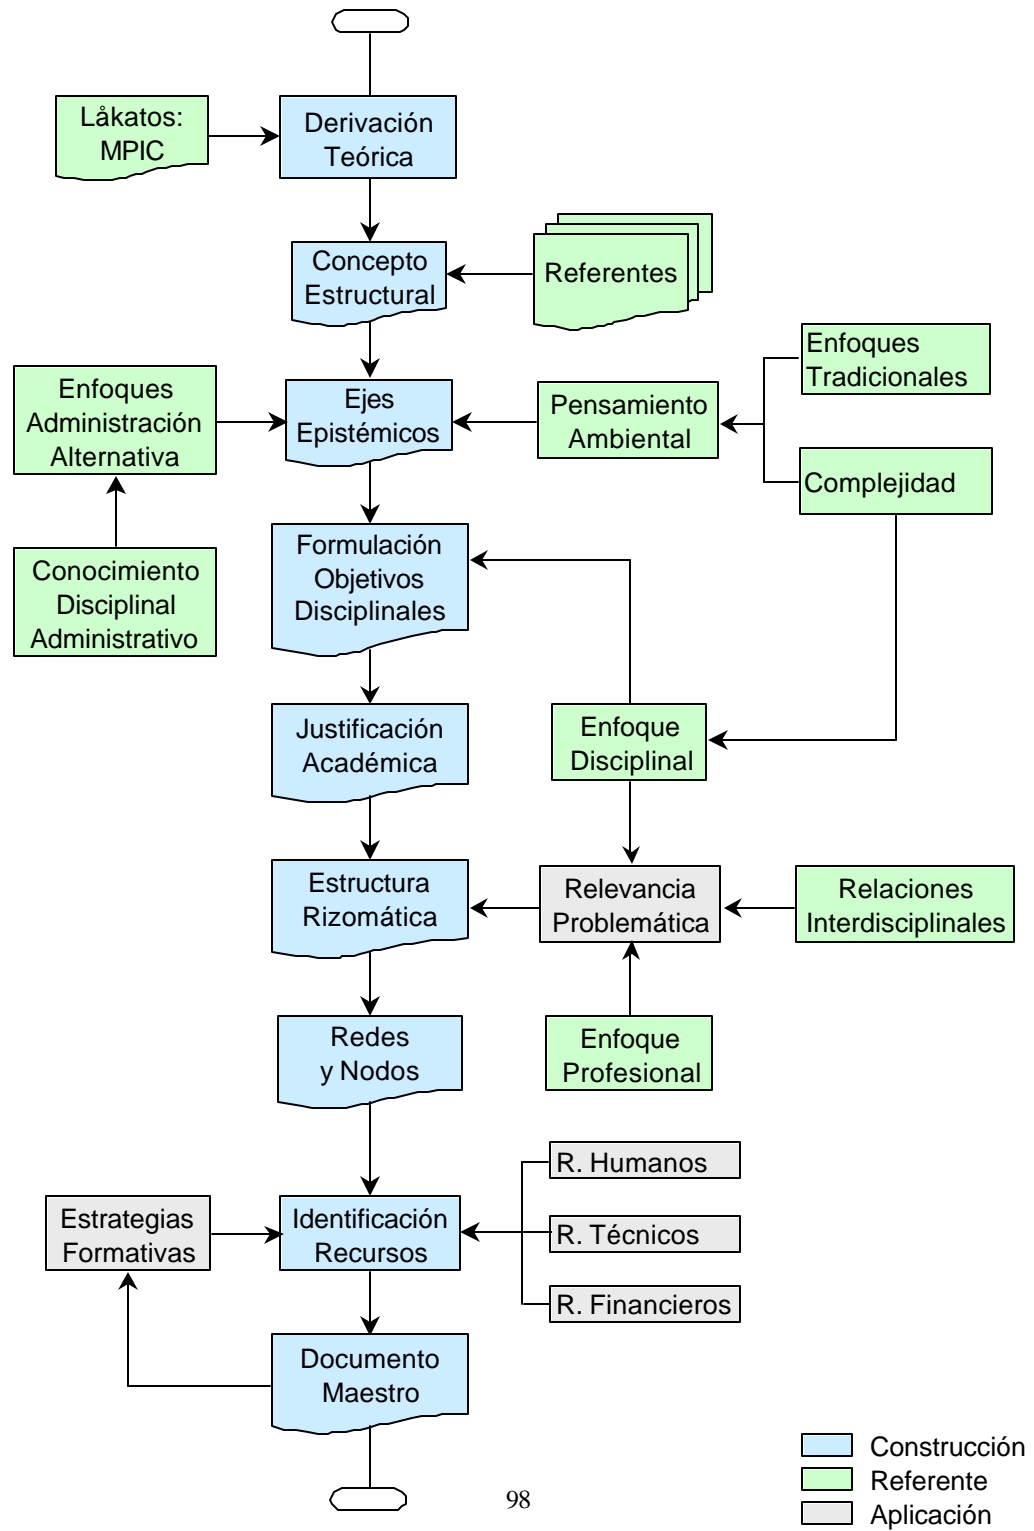 Låkatos:
MPIC
Derivación
Teórica
Concepto
Estructural
Referentes
Enfoques
Tradicionales
Enfoques
Administración
Alternativa
Ejes
Epistémicos
Pensamiento
Ambiental
Complejidad
Conocimiento
Disciplinal
Administrativo
Formulación
Objetivos
Disciplinales
Justificación
Académica
Enfoque
Disciplinal
Estructura
Rizomática
Relevancia
Problemática
Relaciones
Interdisciplinales
Redes
y Nodos
Enfoque
Profesional
R. Humanos
Estrategias
Formativas
Identificación
Recursos
R. Técnicos
R. Financieros
Documento
Maestro
Construcción
Referente
Aplicación
98